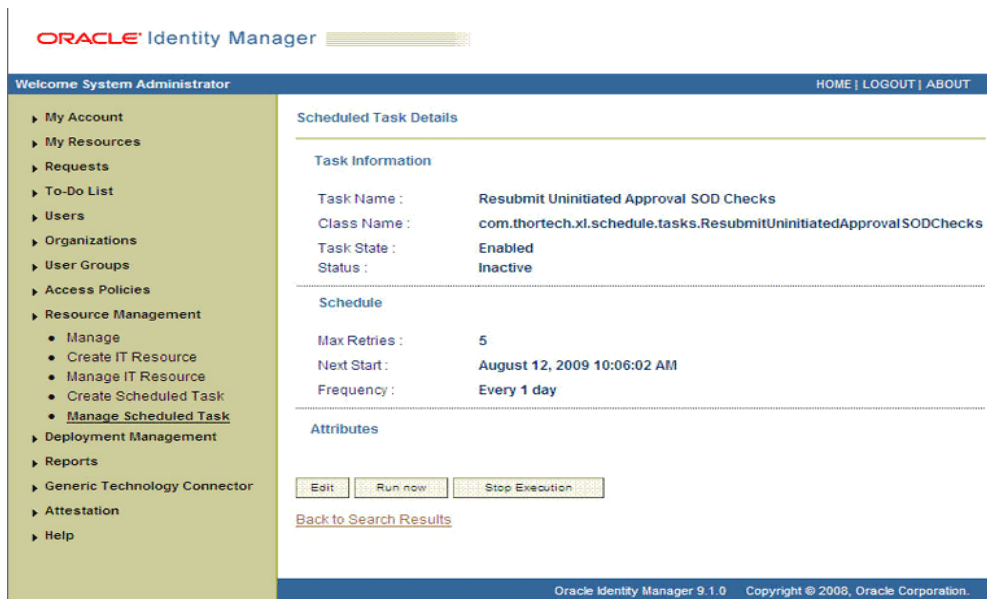 ORACLE Identity Manager
Welcome System Administrator HOME | LOGOUT | ABOUT
My Account
My Resources
Requests
To-Do List
Users
Organizations
User Groups
Access Policies
Resource Management
Manage
Create IT Resource
Manage IT Resource
Create Scheduled Task
Manage Scheduled Task
Deployment Management
Reports
Generic Technology Connector
Attestation
Help
Scheduled Task Details
Task Information
Task Name : Resubmit Uninitiated Approval SOD Checks
Class Name : com.thortech.xl.schedule.tasks.ResubmitUninitiatedApprovalSODChecks
Task State : Enabled
Status : Inactive
Schedule
Max Retries : 5
Next Start : August 12, 2009 10:06:02 AM
Frequency : Every 1 day
Attributes
Edit Run now Stop Execution
Back to Search Results
Oracle Identity Manager 9.1.0 Copyright © 2008, Oracle Corporation.